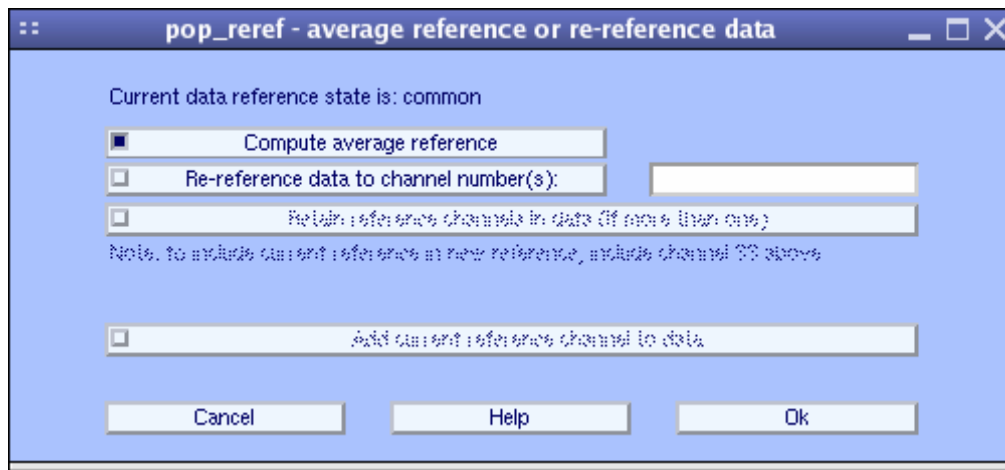 pop_reref - average reference or re-reference data
Current data reference state is: common
Compute average reference
Re-reference data to channel number(s):
Retain reference channels in data (if more than one)
Note: to include current reference in new reference, include channel 33 above
Add current reference channel to data
Cancel Help Ok